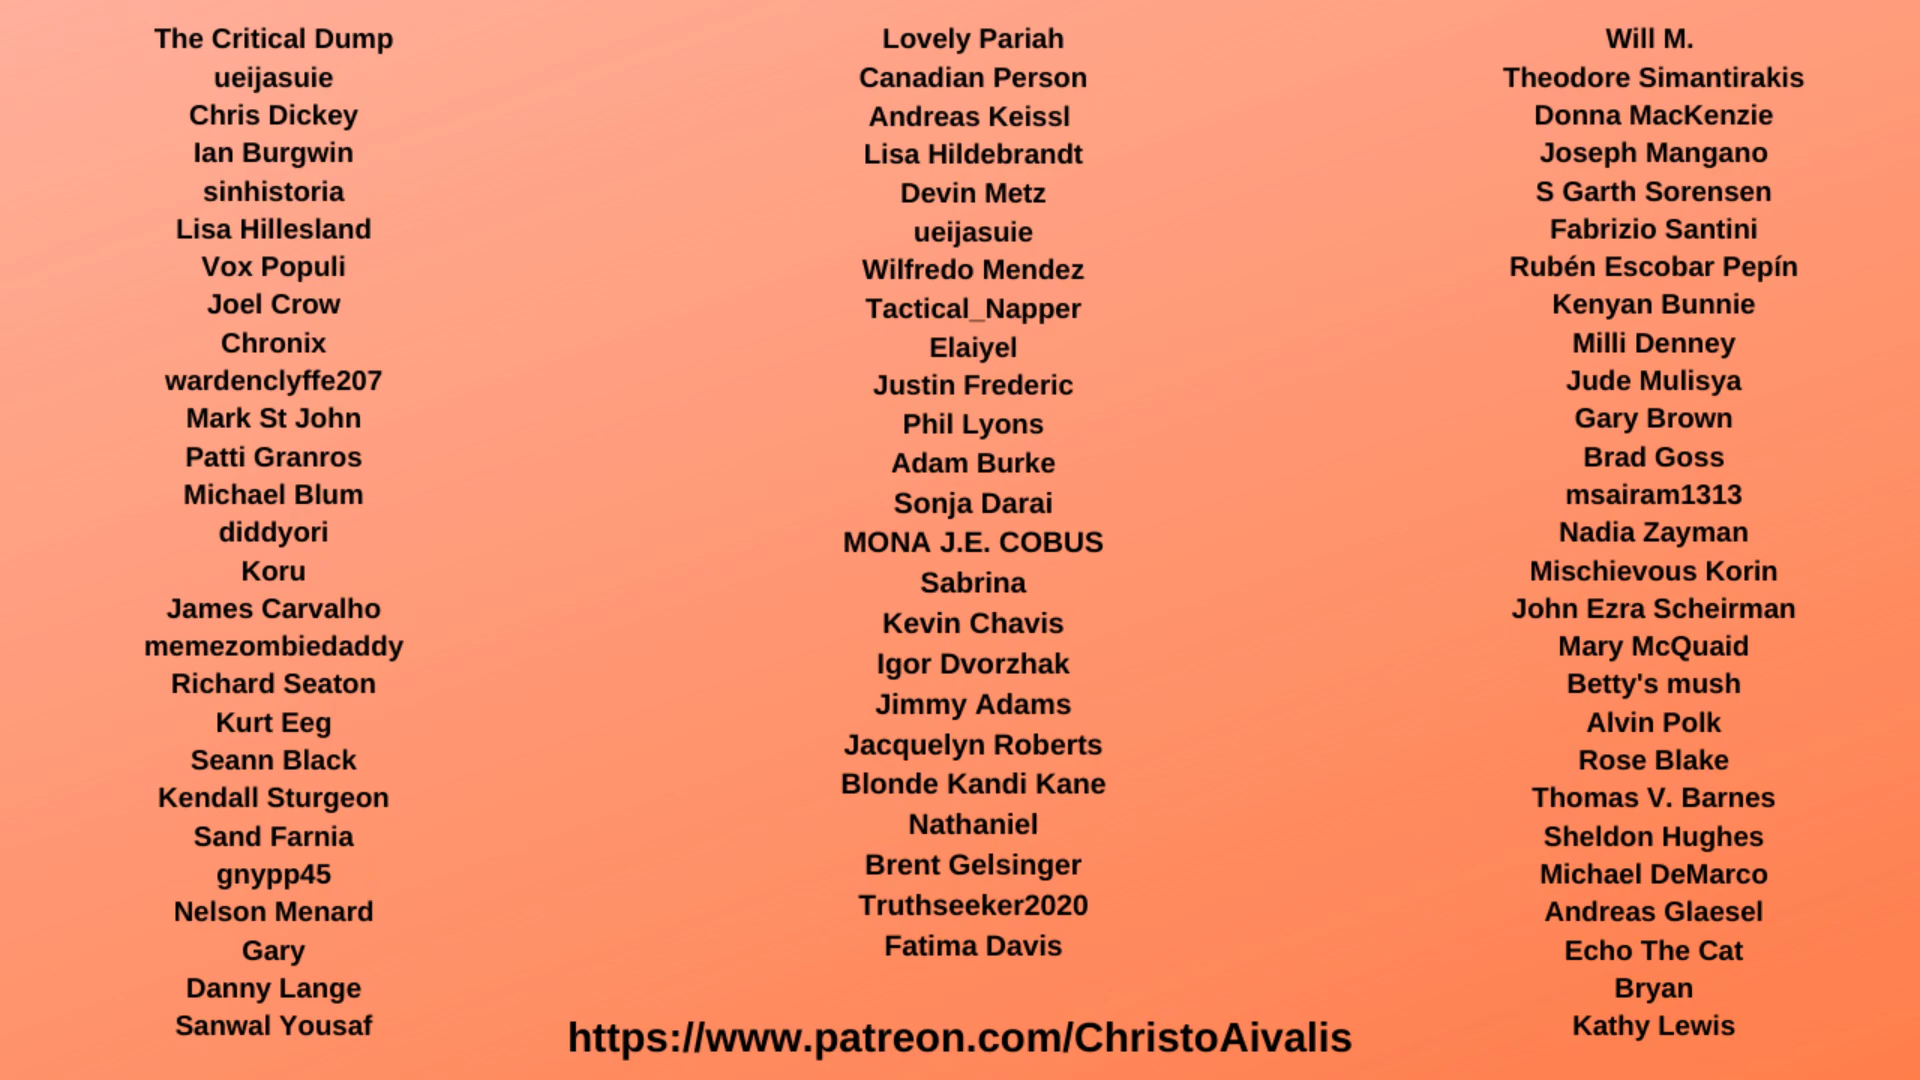 The Critical Dump
ueijasuie
Chris Dickey
Ian Burgwin
sinhistoria
Lisa Hillesland
Vox Populi
Joel Crow
Chronix
wardenclyffe207
Mark St John
Patti Granros
Michael Blum
diddyori
Koru
James Carvalho
memezombiedaddy
Richard Seaton
Kurt Eeg
Seann Black
Kendall Sturgeon
Sand Farnia
gnypp45
Nelson Menard
Gary
Danny Lange
Sanwal Yousaf
Lovely Pariah
Canadian Person
Andreas Keissl
Lisa Hildebrandt
Devin Metz
ueijasuie
Wilfredo Mendez
Tactical_Napper
Elaiyel
Justin Frederic
Phil Lyons
Adam Burke
Sonja Darai
MONA J.E. COBUS
Sabrina
Kevin Chavis
Igor Dvorzhak
Jimmy Adams
Jacquelyn Roberts
Blonde Kandi Kane
Nathaniel
Brent Gelsinger
Truthseeker2020
Fatima Davis
Will M.
Theodore Simantirakis
Donna MacKenzie
Joseph Mangano
S Garth Sorensen
Fabrizio Santini
Rubén Escobar Pepín
Kenyan Bunnie
Milli Denney
Jude Mulisya
Gary Brown
Brad Goss
msairam1313
Nadia Zayman
Mischievous Korin
John Ezra Scheirman
Mary McQuaid
Betty's mush
Alvin Polk
Rose Blake
Thomas V. Barnes
Sheldon Hughes
Michael DeMarco
Andreas Glaesel
Echo The Cat
Bryan
Kathy Lewis
https://www.patreon.com/ChristoAivalis